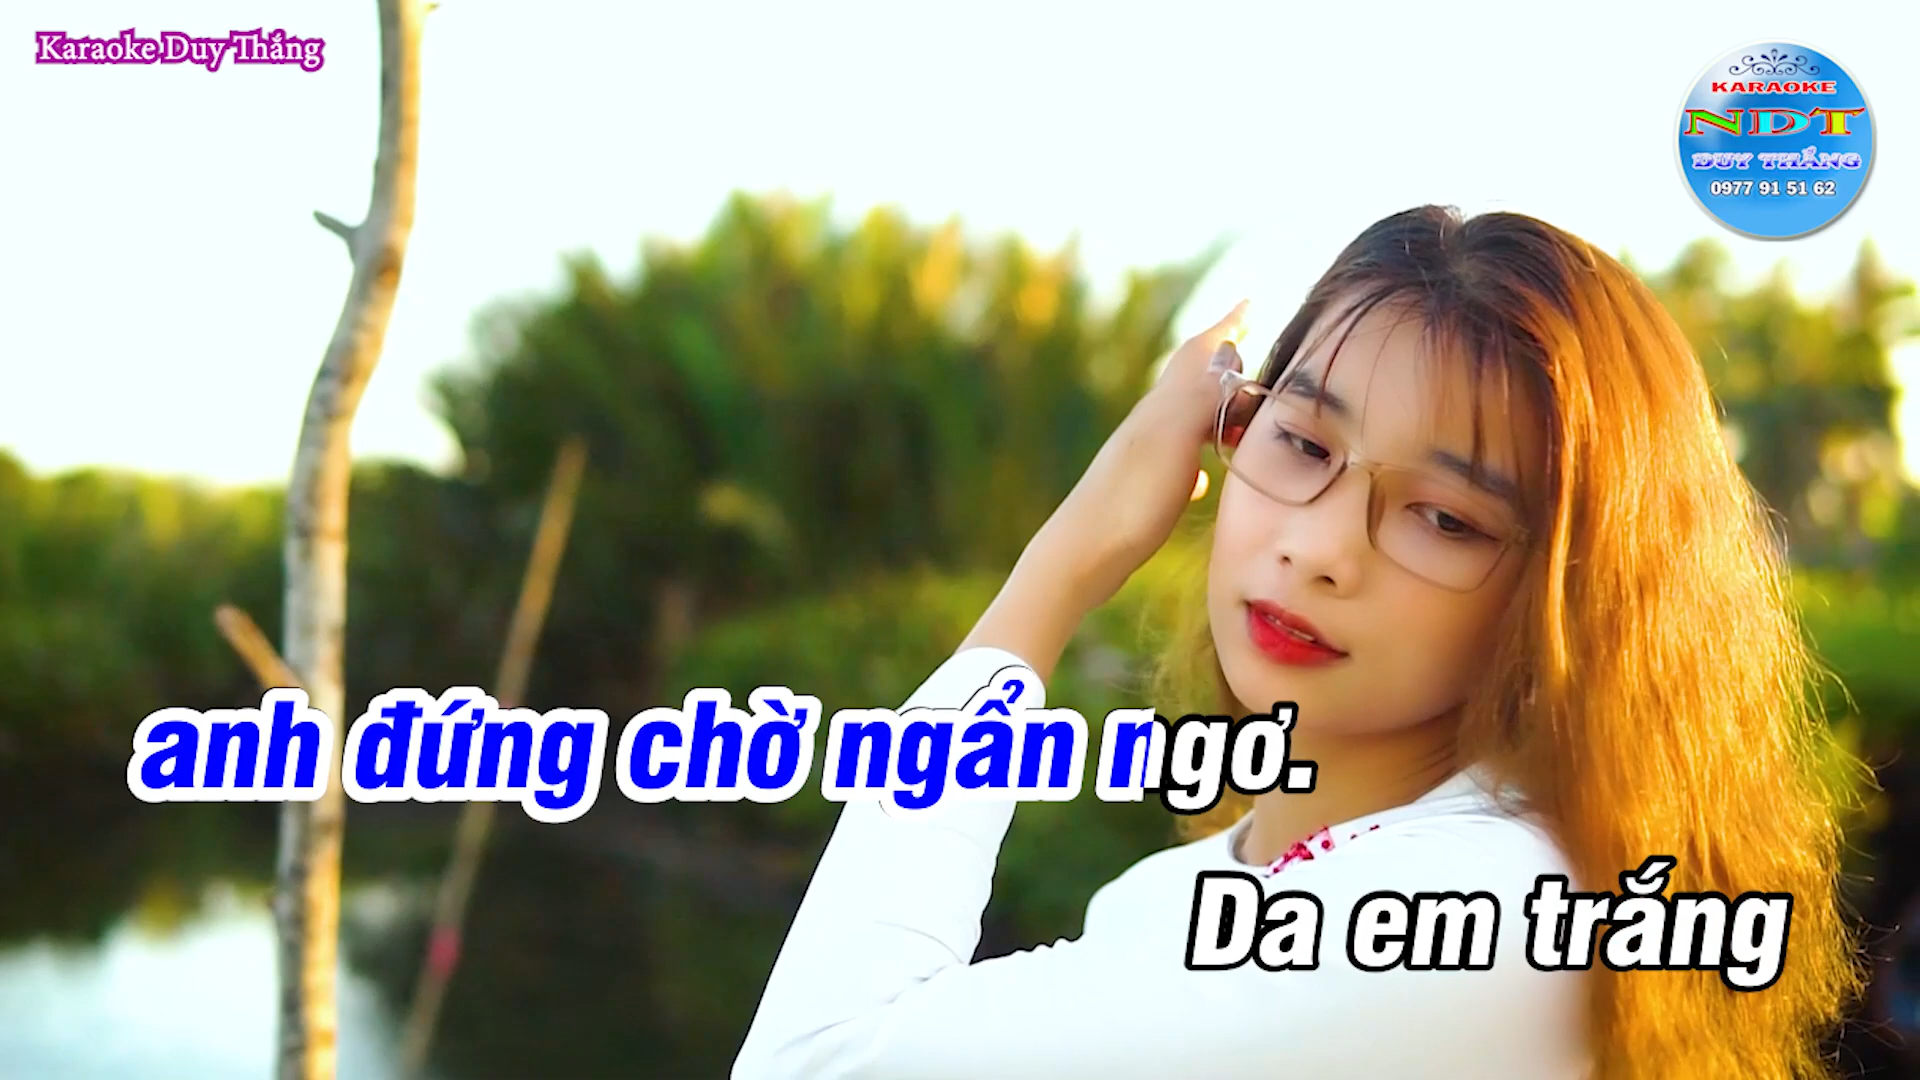 Karaoke Duy Thắng
KARAOKE
NDT
DUY THẮNG
0977 91 51 62
anh đứng chờ ngẩn ngơ.
Da em trắng